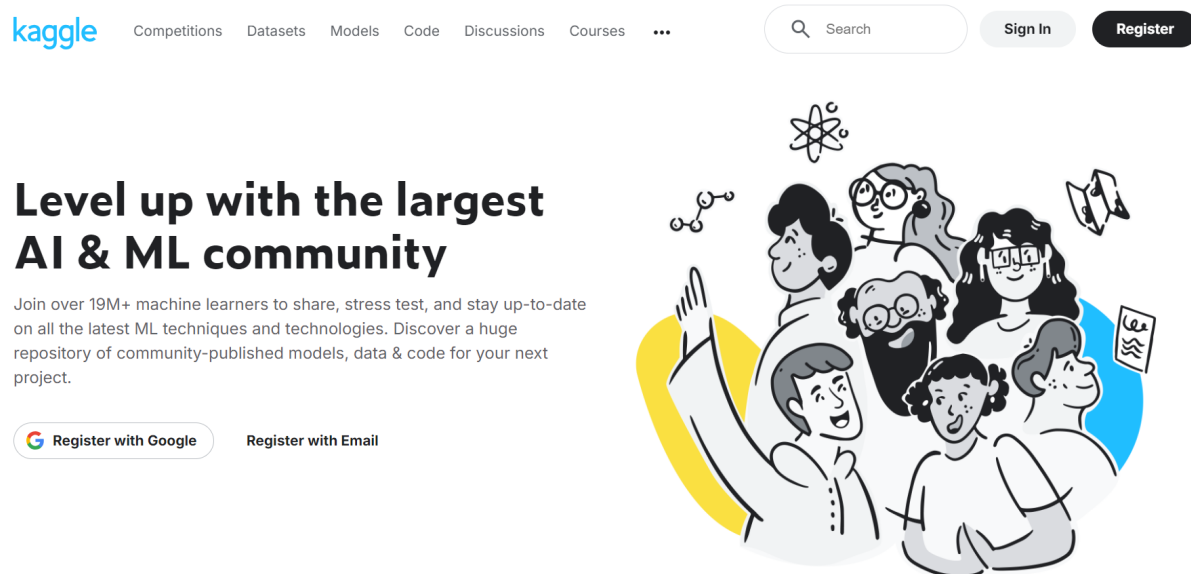 kaggle Competitions Datasets Models Code Discussions Courses ••• Search Sign In Register
Level up with the largest
AI & ML community
Join over 19M+ machine learners to share, stress test, and stay up-to-date
on all the latest ML techniques and technologies. Discover a huge
repository of community-published models, data & code for your next
project.
Register with Google Register with Email